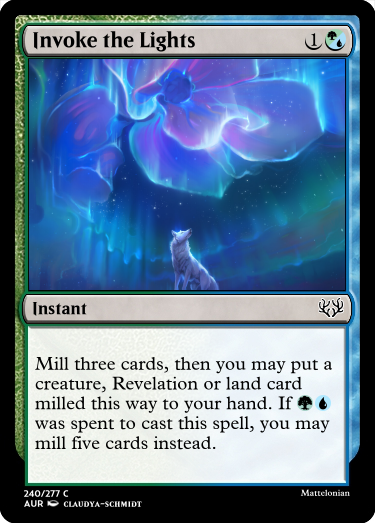 Invoke the Lights 1
Instant
Mill three cards, then you may put a
creature, Revelation or land card
milled this way to your hand. If
was spent to cast this spell, you may
mill five cards instead.
240/277 C
Mattelonian
AUR CLAUDYA-SCHMIDT